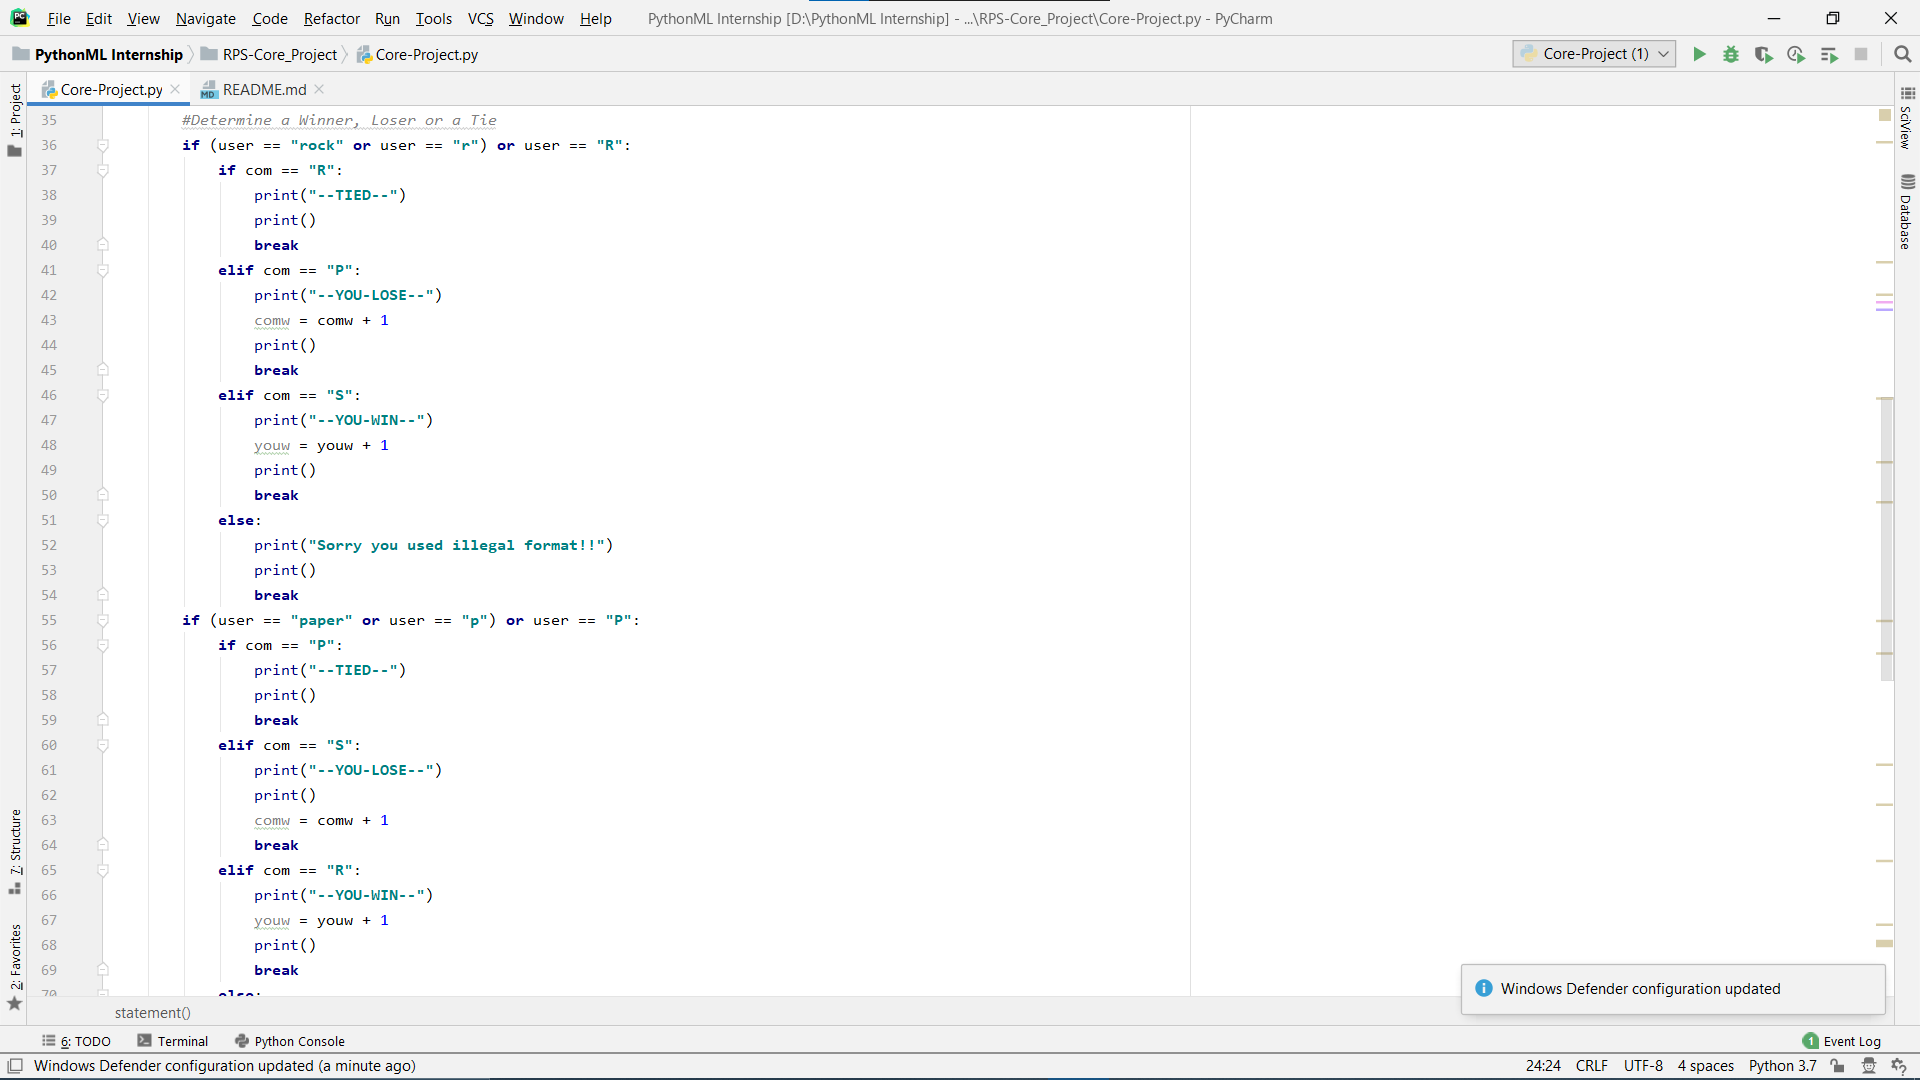 File Edit View Navigate Code Refactor Run Tools VCS Window Help PythonML Internship [D:\PythonML Internship] - ...\RPS-Core_Project\Core-Project.py - PyCharm
PythonML Internship RPS-Core_Project Core-Project.py Core-Project (1)
Core-Project.py README.md
1: Project
7: Structure
2: Favorites
35 #Determine a Winner, Loser or a Tie
36 if (user == "rock" or user == "r") or user == "R":
37 if com == "R":
38 print("--TIED--")
39 print()
40 break
41 elif com == "P":
42 print("--YOU-LOSE--")
43 comw = comw + 1
44 print()
45 break
46 elif com == "S":
47 print("--YOU-WIN--")
48 youw = youw + 1
49 print()
50 break
51 else:
52 print("Sorry you used illegal format!!")
53 print()
54 break
55 if (user == "paper" or user == "p") or user == "P":
56 if com == "P":
57 print("--TIED--")
58 print()
59 break
60 elif com == "S":
61 print("--YOU-LOSE--")
62 print()
63 comw = comw + 1
64 break
65 elif com == "R":
66 print("--YOU-WIN--")
67 youw = youw + 1
68 print()
69 break
70 else:
SciView
Database
Windows Defender configuration updated
statement()
6: TODO Terminal Python Console 1 Event Log
Windows Defender configuration updated (a minute ago) 24:24 CRLF UTF-8 4 spaces Python 3.7